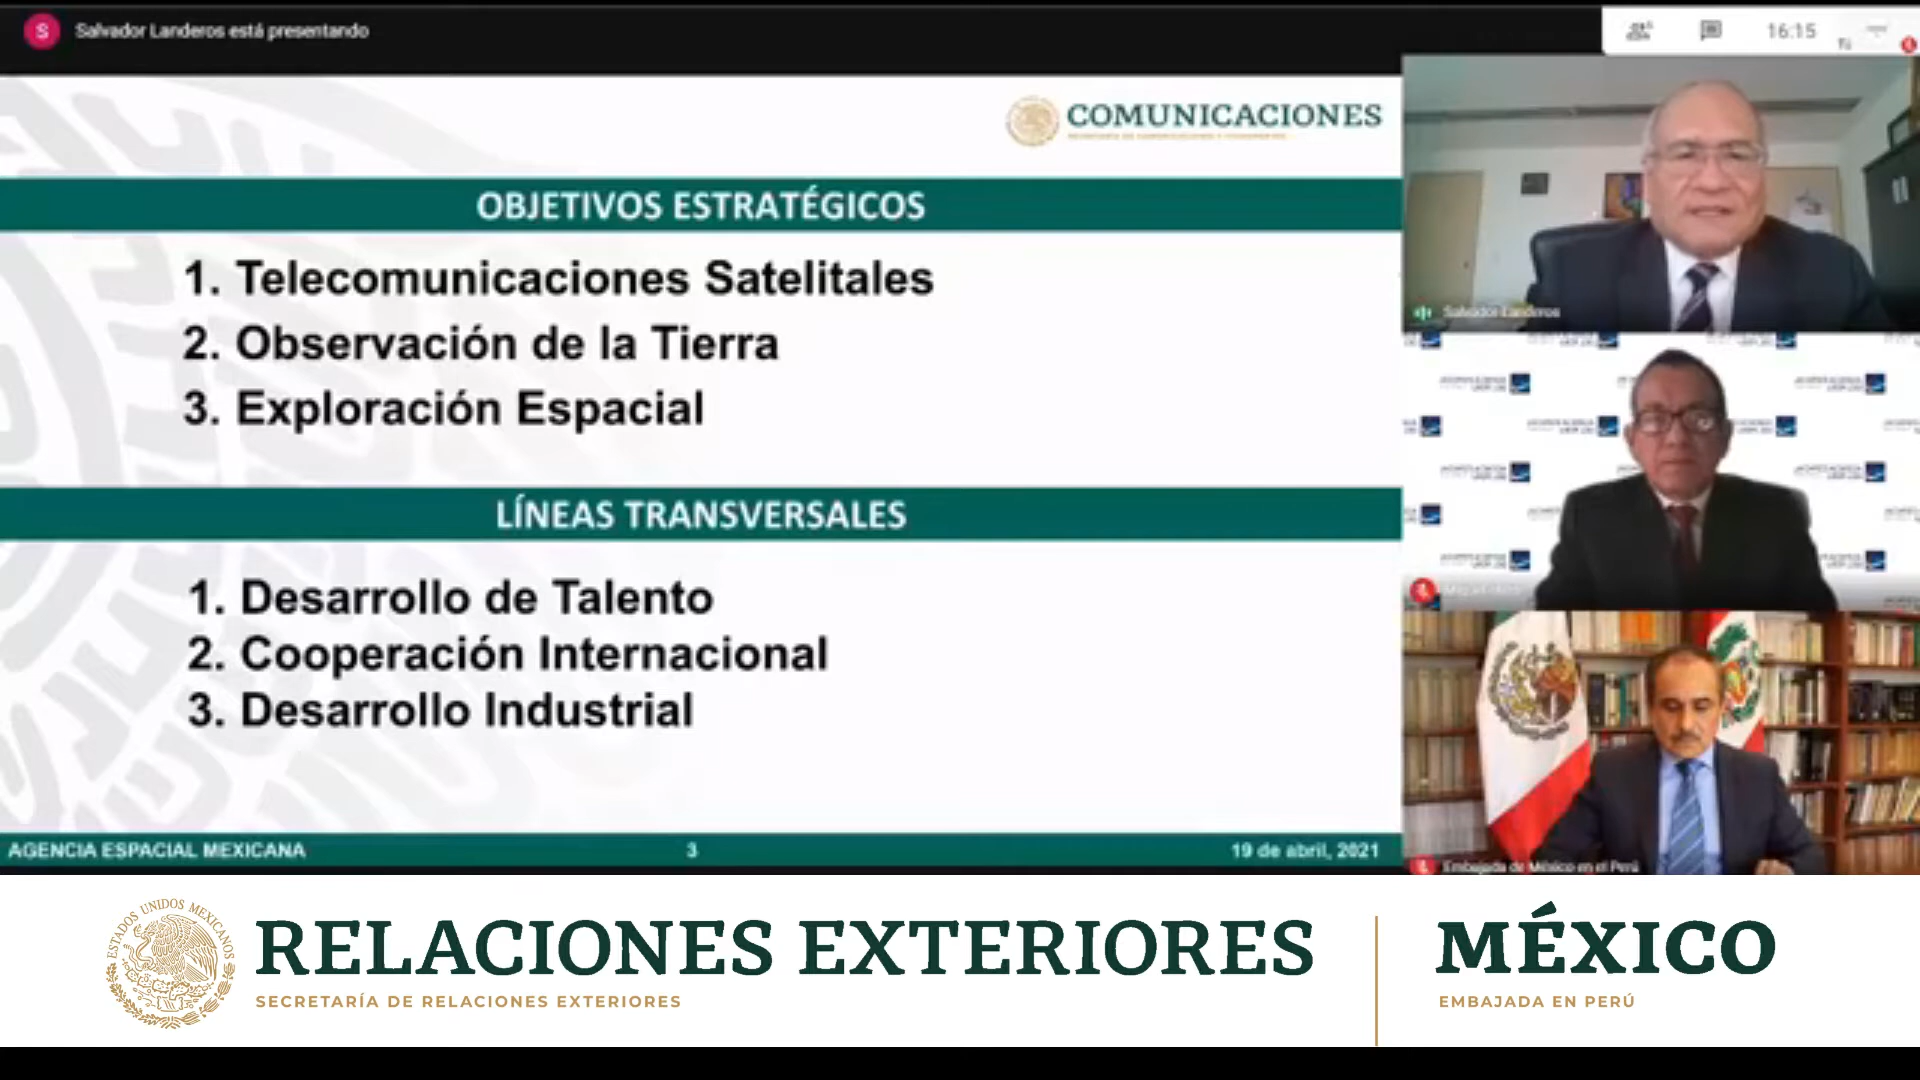 S
Salvador Landeros está presentando
16:15
COMUNICACIONES
OBJETIVOS ESTRATÉGICOS
1. Telecomunicaciones Satelitales
2. Observación de la Tierra
3. Exploración Espacial
LÍNEAS TRANSVERSALES
1. Desarrollo de Talento
2. Cooperación Internacional
3. Desarrollo Industrial
AGENCIA ESPACIAL MEXICANA
3
19 de abril, 2021
Salvador Landeros
Embajada de México en el Perú
ESTADOS UNIDOS MEXICANOS
RELACIONES EXTERIORES
SECRETARÍA DE RELACIONES EXTERIORES
MÉXICO
EMBAJADA EN PERÚ